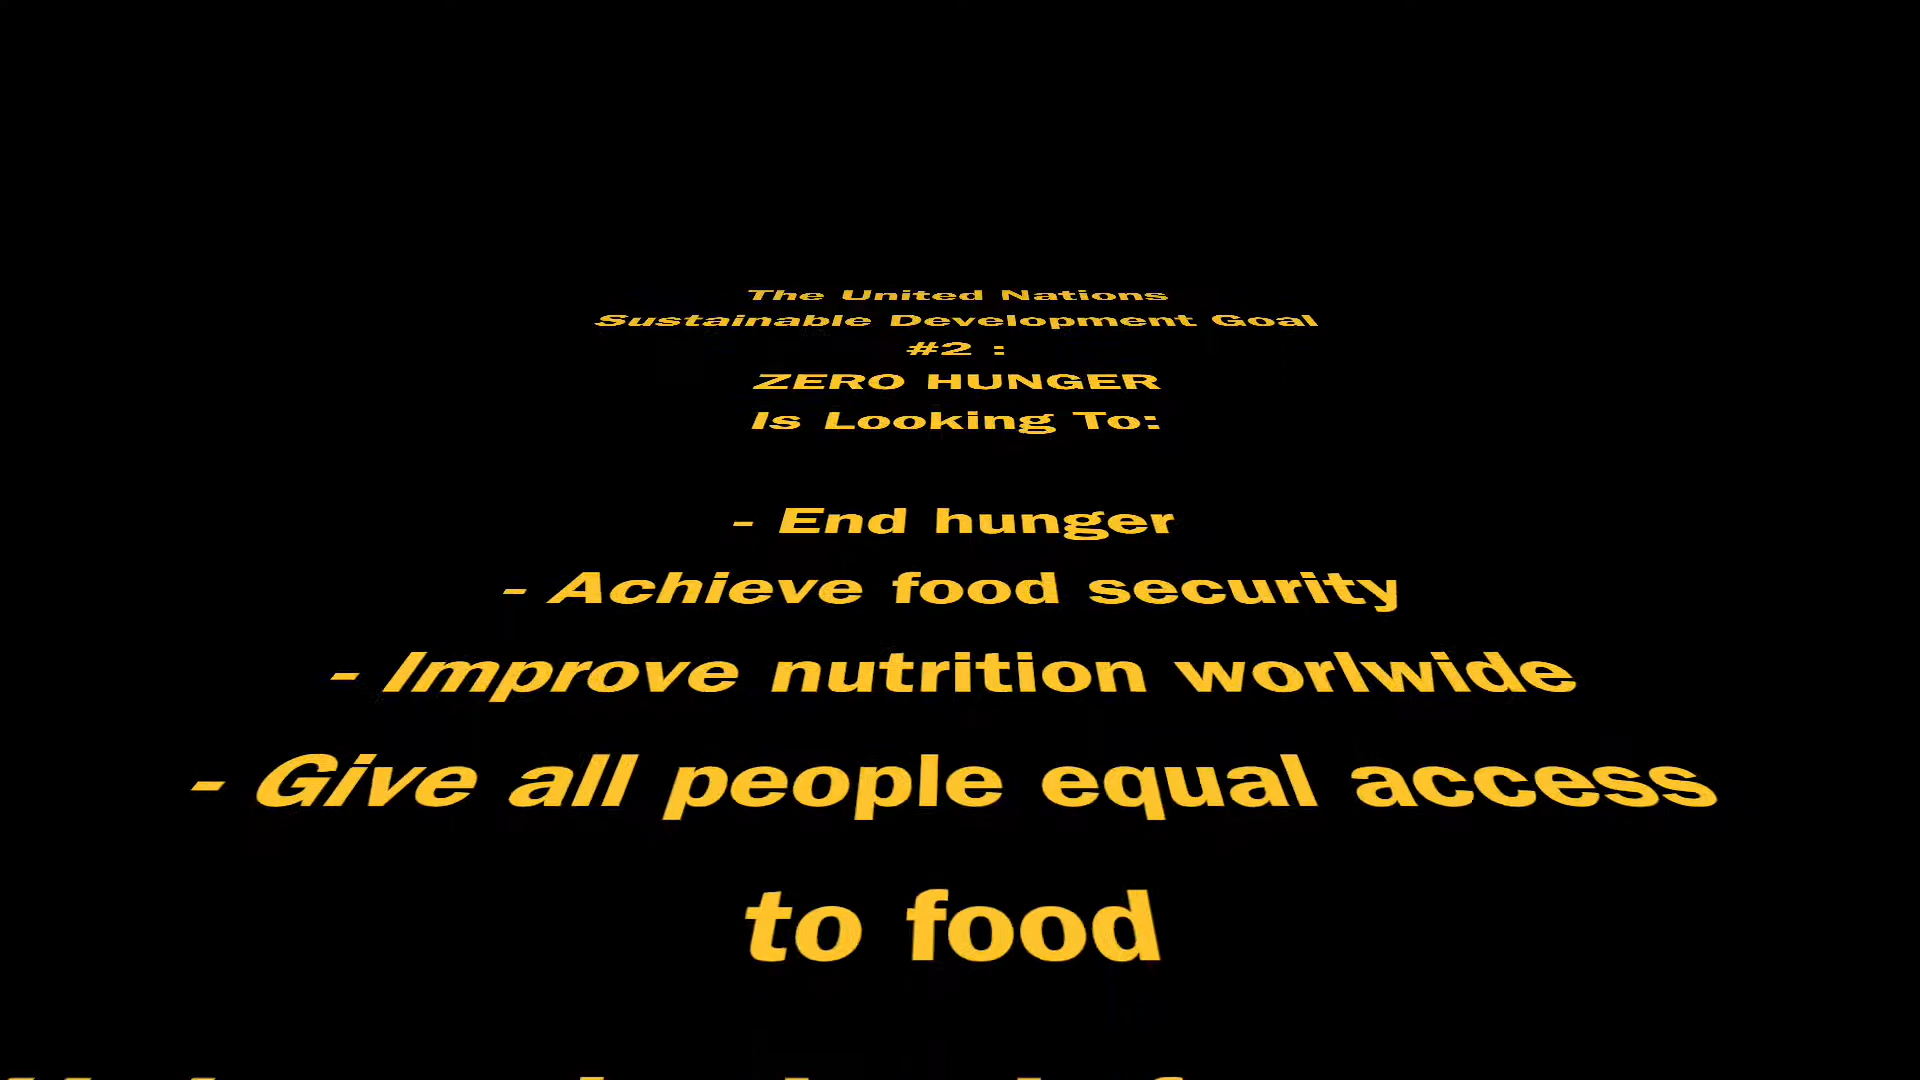 The United Nations
Sustainable Development Goal
#2 :
ZERO HUNGER
Is Looking To:
- End hunger
- Achieve food security
- Improve nutrition worlwide
- Give all people equal access
to food